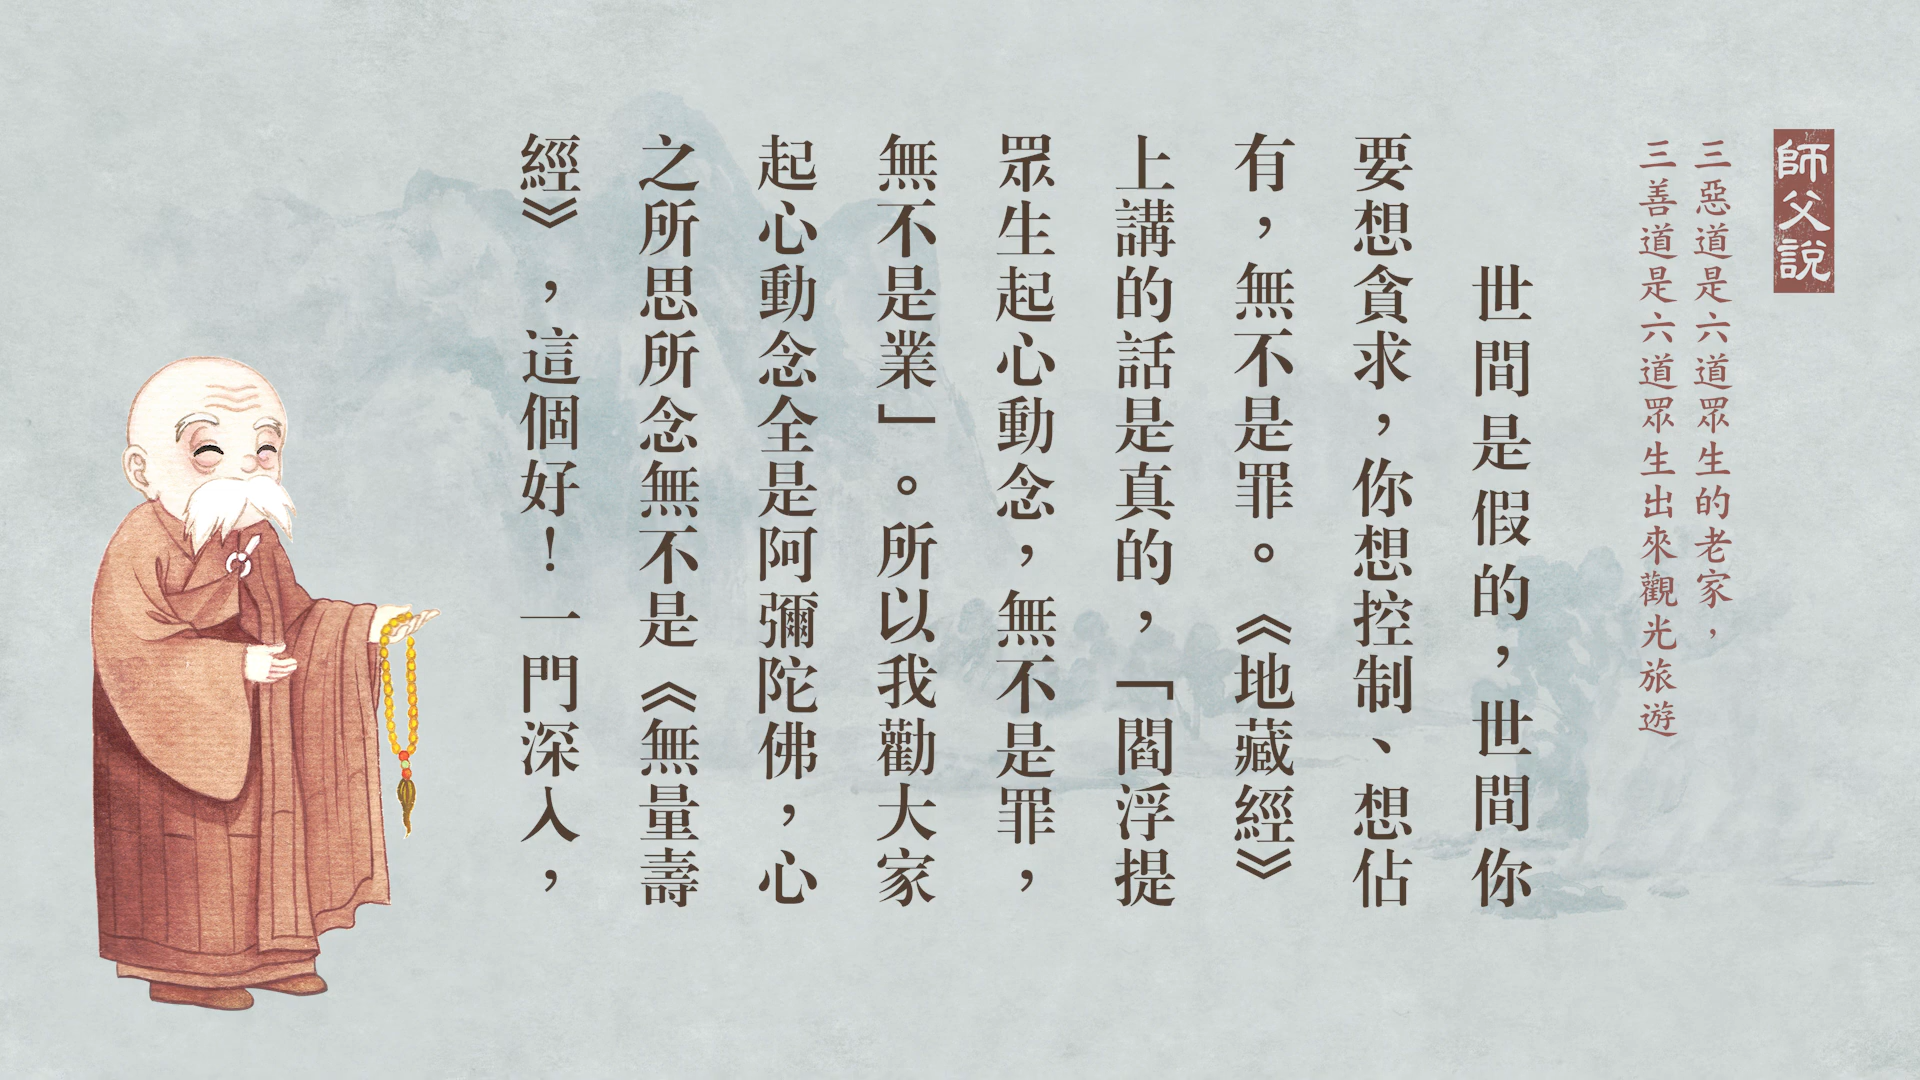 師父說
三惡道是六道眾生的老家，
三善道是六道眾生出來觀光旅遊
世間是假的，世間你
要想貪求，你想控制、想佔
有，無不是罪。《地藏經》
上講的話是真的，「閻浮提
眾生起心動念，無不是罪，
無不是業」。所以我勸大家
起心動念全是阿彌陀佛，心
之所思所念無不是《無量壽
經》，這個好！一門深入，